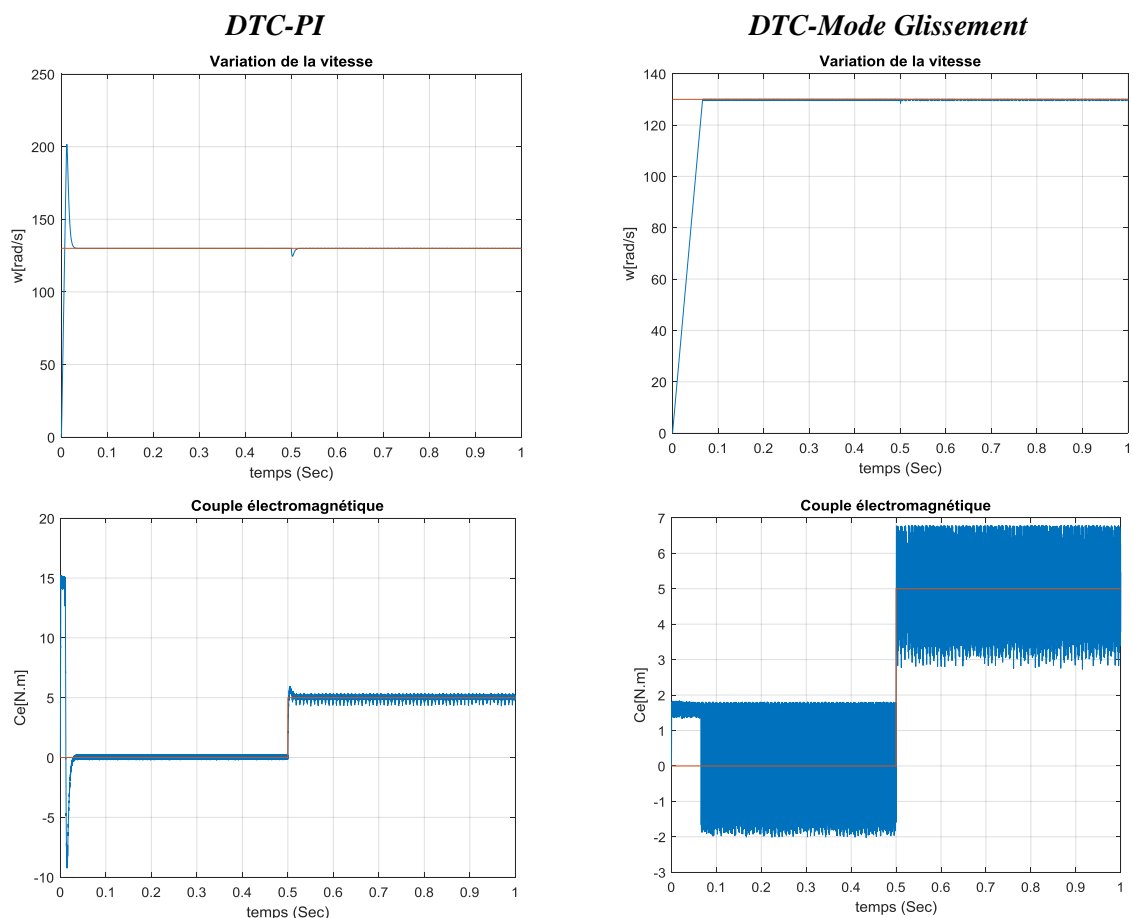 DTC-PI
DTC-Mode Glissement
Variation de la vitesse
250
200
150
100
50
0
w[rad/s]
0 0.1 0.2 0.3 0.4 0.5 0.6 0.7 0.8 0.9 1
temps (Sec)
Variation de la vitesse
140
120
100
80
60
40
20
0
w[rad/s]
0 0.1 0.2 0.3 0.4 0.5 0.6 0.7 0.8 0.9 1
temps (Sec)
Couple électromagnétique
20
15
10
5
0
-5
-10
Ce[N.m]
0 0.1 0.2 0.3 0.4 0.5 0.6 0.7 0.8 0.9 1
temps (Sec)
Couple électromagnétique
7
6
5
4
3
2
1
0
-1
-2
-3
Ce[N.m]
0 0.1 0.2 0.3 0.4 0.5 0.6 0.7 0.8 0.9 1
temps (Sec)